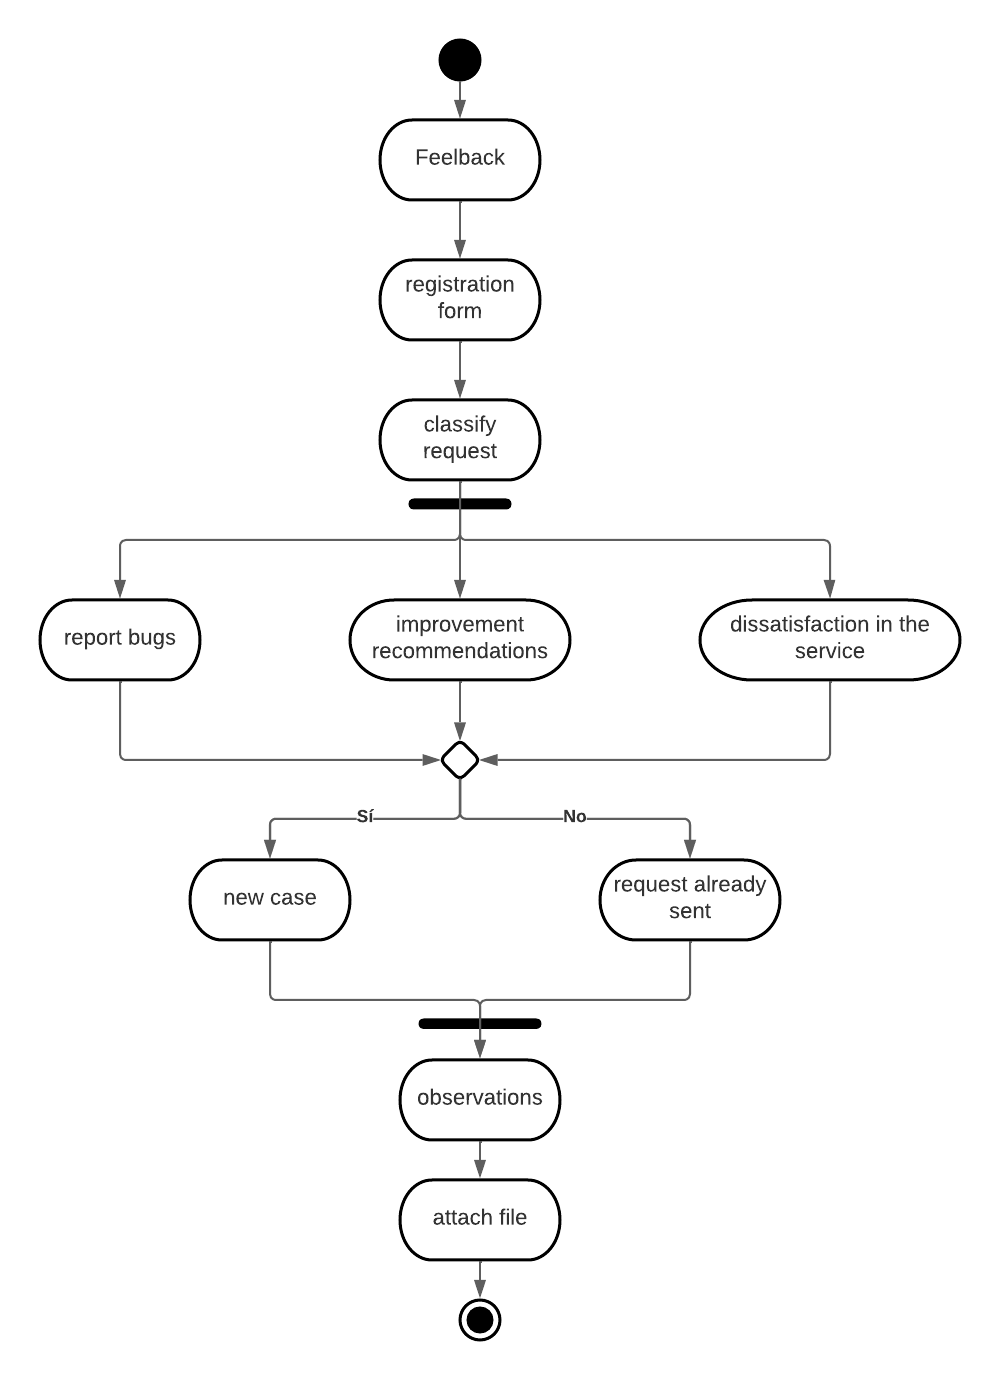 Feelback
registration
form
classify
request
report bugs
improvement
recommendations
dissatisfaction in the
service
Sí
No
new case
request already
sent
observations
attach file